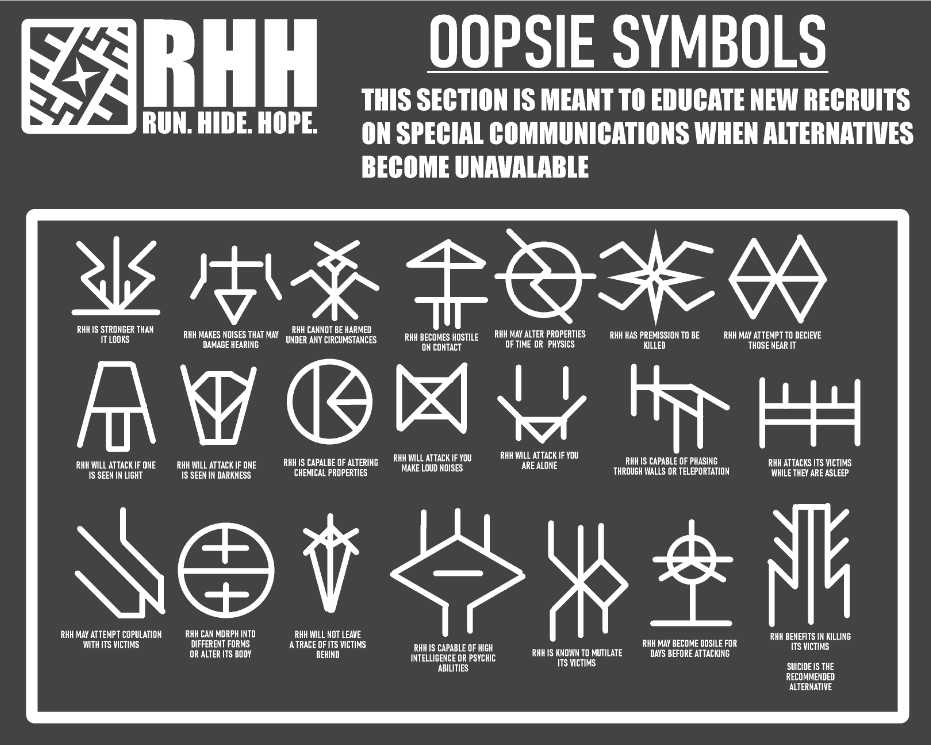 RHH
RUN. HIDE. HOPE.
OOPSIE SYMBOLS
THIS SECTION IS MEANT TO EDUCATE NEW RECRUITS
ON SPECIAL COMMUNICATIONS WHEN ALTERNATIVES
BECOME UNAVALABLE
RHH IS STRONGER THAN
IT LOOKS
RHH MAKES NOISES THAT MAY
DAMAGE HEARING
RHH CANNOT BE HARMED
UNDER ANY CIRCUMSTANCES
RHH BECOMES HOSTILE
ON CONTACT
RHH MAY ALTER PROPERTIES
OF TIME OR PHYSICS
RHH HAS PREMISSION TO BE
KILLED
RHH MAY ATTEMPT TO DECIEVE
THOSE NEAR IT
RHH WILL ATTACK IF ONE
IS SEEN IN LIGHT
RHH WILL ATTACK IF ONE
IS SEEN IN DARKNESS
RHH IS CAPALBE OF ALTERING
CHEMICAL PROPERTIES
RHH WILL ATTACK IF YOU
MAKE LOUD NOISES
RHH WILL ATTACK IF YOU
ARE ALONE
RHH IS CAPABLE OF PHASING
THROUGH WALLS OR TELEPORTATION
RHH ATTACKS ITS VICTIMS
WHILE THEY ARE ASLEEP
RHH MAY ATTEMPT COPULATION
WITH ITS VICTIMS
RHH CAN MORPH INTO
DIFFERENT FORMS
OR ALTER ITS BODY
RHH WILL NOT LEAVE
A TRACE OF ITS VICTIMS
BEHIND
RHH IS CAPABLE OF HIGH
INTELLIGENCE OR PSYCHIC
ABILITIES
RHH IS KNOWN TO MUTILATE
ITS VICTIMS
RHH MAY BECOME DOSILE FOR
DAYS BEFORE ATTACKING
RHH BENEFITS IN KILLING
ITS VICTIMS
SUICIDE IS THE
RECOMMENDED
ALTERNATIVE